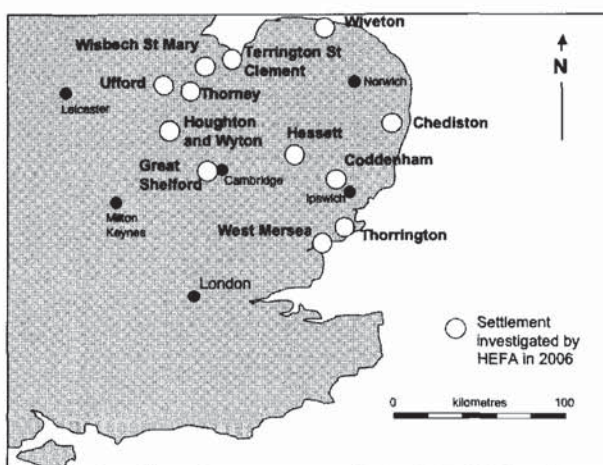 Wiveton
Wisbech St Mary
Terrington St
Clement
N
Norwich
Ufford
Thorney
Leicester
Houghton
and Wyton
Hessett
Chediston
Coddenham
Great
Shelford
Cambridge
Ipswich
Milton
Keynes
West Mersea
Thorrington
London
Settlement
investigated by
HEFA in 2006
0 kilometres 100